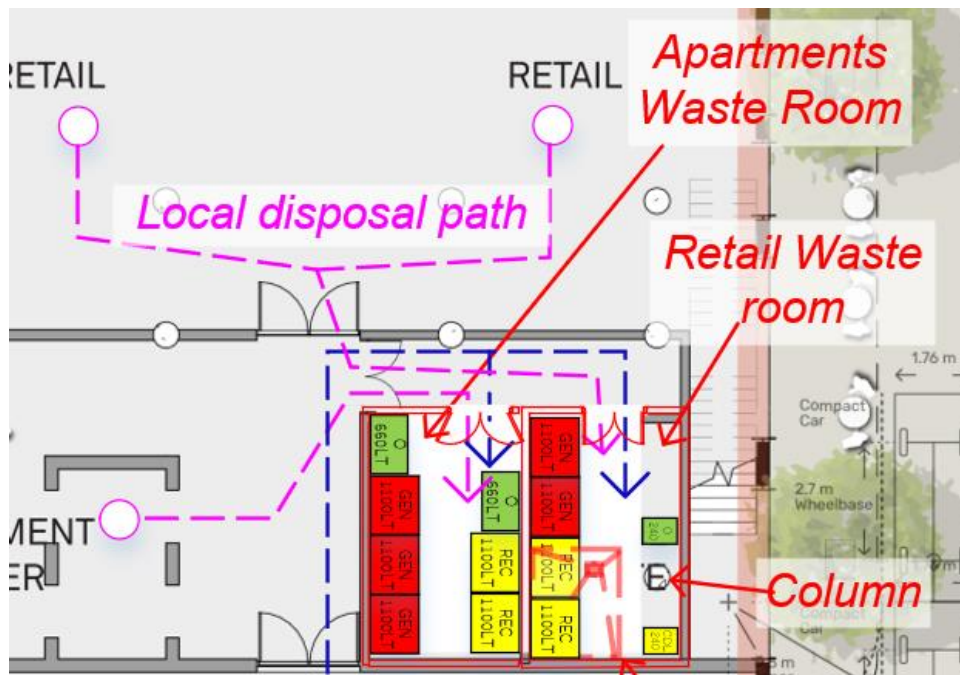 RETAIL
RETAIL
Apartments
Waste Room
Local disposal path
Retail Waste
room
1.76 m
Compact
Car
2.7 m
Wheelbase
MENT
ER
O
660LT
GEN
1100LT
GEN
1100LT
GEN
1100LT
O
660LT
REC
1100LT
REC
1100LT
GEN
1100LT
GEN
1100LT
REC
1100LT
REC
1100LT
O
240
Column
COL
240
Compact
Car